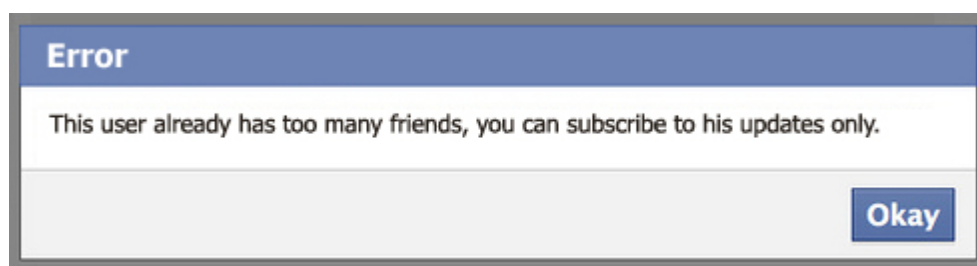 Error
This user already has too many friends, you can subscribe to his updates only.
Okay